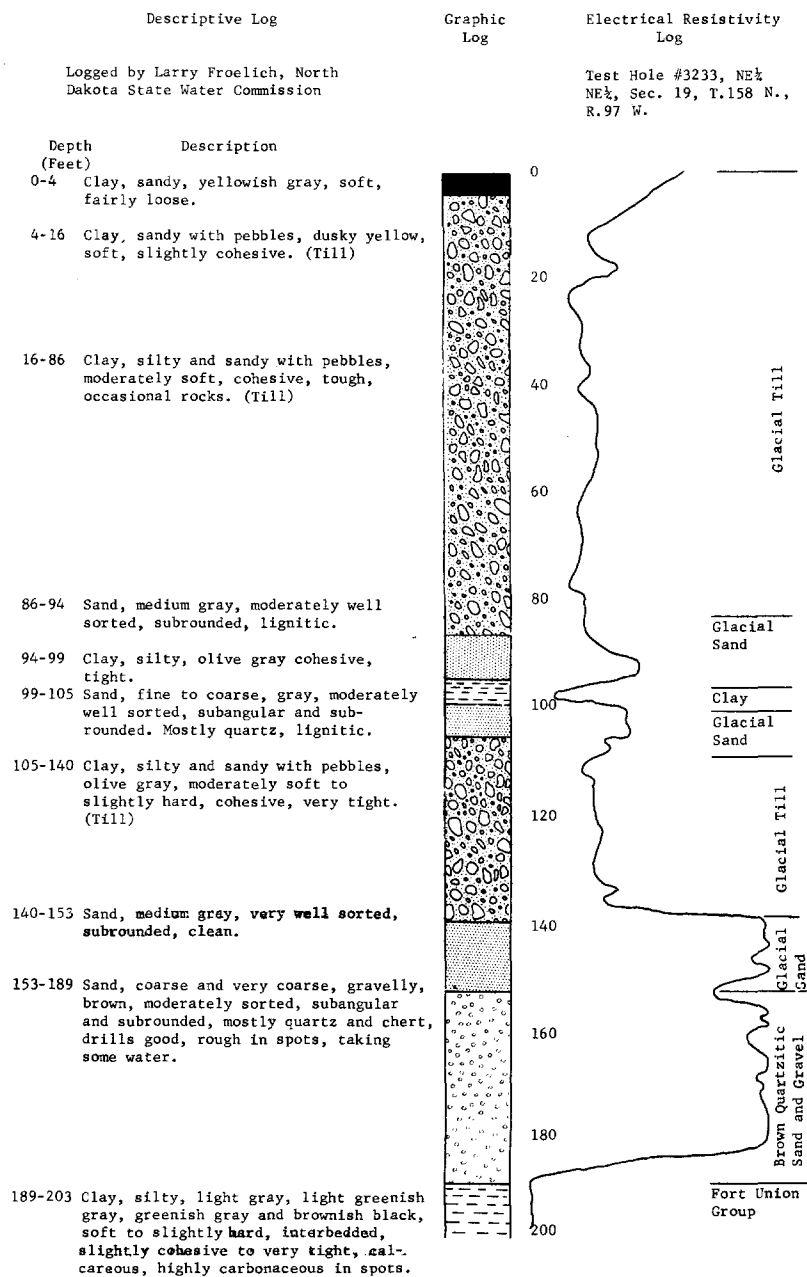 Descriptive Log
Graphic
Log
Electrical Resistivity
Log
Logged by Larry Froelich, North
Dakota State Water Commission
Test Hole #3233, NE¼
NE¼, Sec. 19, T.158 N.,
R.97 W.
Depth
(Feet)
Description
0-4 Clay, sandy, yellowish gray, soft,
fairly loose.
4-16 Clay, sandy with pebbles, dusky yellow,
soft, slightly cohesive. (Till)
16-86 Clay, silty and sandy with pebbles,
moderately soft, cohesive, tough,
occasional rocks. (Till)
86-94 Sand, medium gray, moderately well
sorted, subrounded, lignitic.
94-99 Clay, silty, olive gray cohesive,
tight.
99-105 Sand, fine to coarse, gray, moderately
well sorted, subangular and sub-
rounded. Mostly quartz, lignitic.
105-140 Clay, silty and sandy with pebbles,
olive gray, moderately soft to
slightly hard, cohesive, very tight.
(Till)
140-153 Sand, medium gray, very well sorted,
subrounded, clean.
153-189 Sand, coarse and very coarse, gravelly,
brown, moderately sorted, subangular
and subrounded, mostly quartz and chert,
drills good, rough in spots, taking
some water.
189-203 Clay, silty, light gray, light greenish
gray, greenish gray and brownish black,
soft to slightly hard, interbedded,
slightly cohesive to very tight, cal-
careous, highly carbonaceous in spots.
0
20
40
60
80
100
120
140
160
180
200
Glacial Till
Glacial
Sand
Clay
Glacial
Sand
Glacial Till
Glacial
Sand
Brown Quartzitic
Sand and Gravel
Fort Union
Group